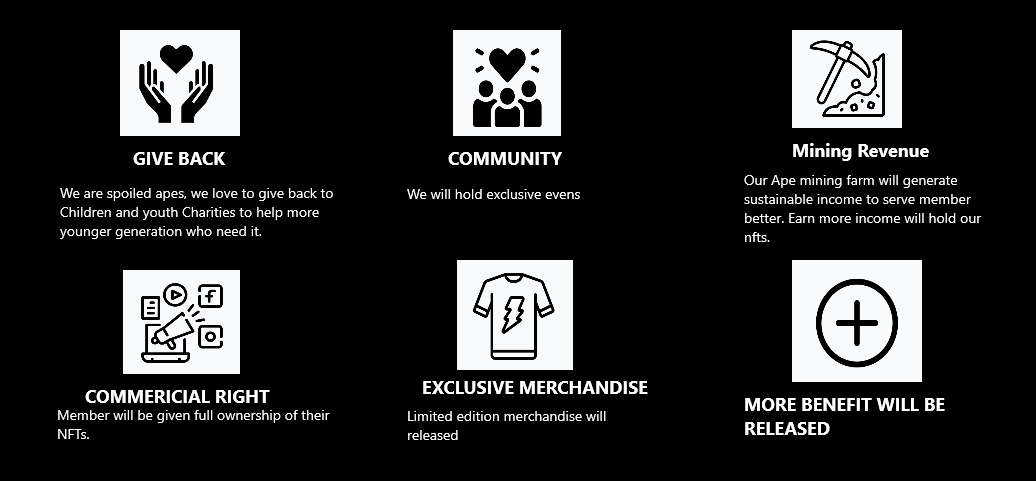 GIVE BACK
We are spoiled apes, we love to give back to
Children and youth Charities to help more
younger generation who need it.
COMMUNITY
We will hold exclusive evens
Mining Revenue
Our Ape mining farm will generate
sustainable income to serve member
better. Earn more income will hold our
nfts.
COMMERICIAL RIGHT
Member will be given full ownership of their
NFTs.
EXCLUSIVE MERCHANDISE
Limited edition merchandise will
released
MORE BENEFIT WILL BE
RELEASED